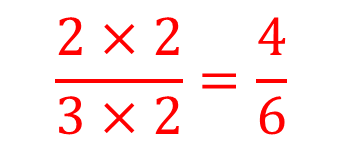 2 × 2 / 3 × 2 = 4 / 6